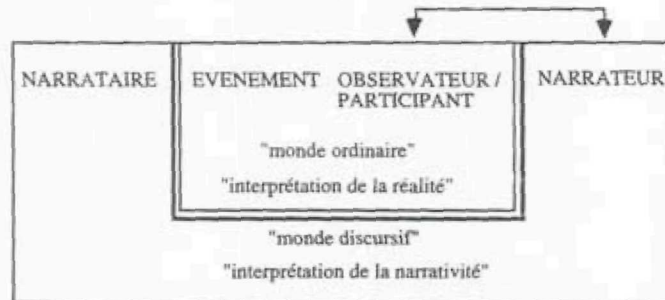 NARRATAIRE EVENEMENT OBSERVATEUR / NARRATEUR
PARTICIPANT
"monde ordinaire"
"interprétation de la réalité"
"monde discursif"
"interprétation de la narrativité"